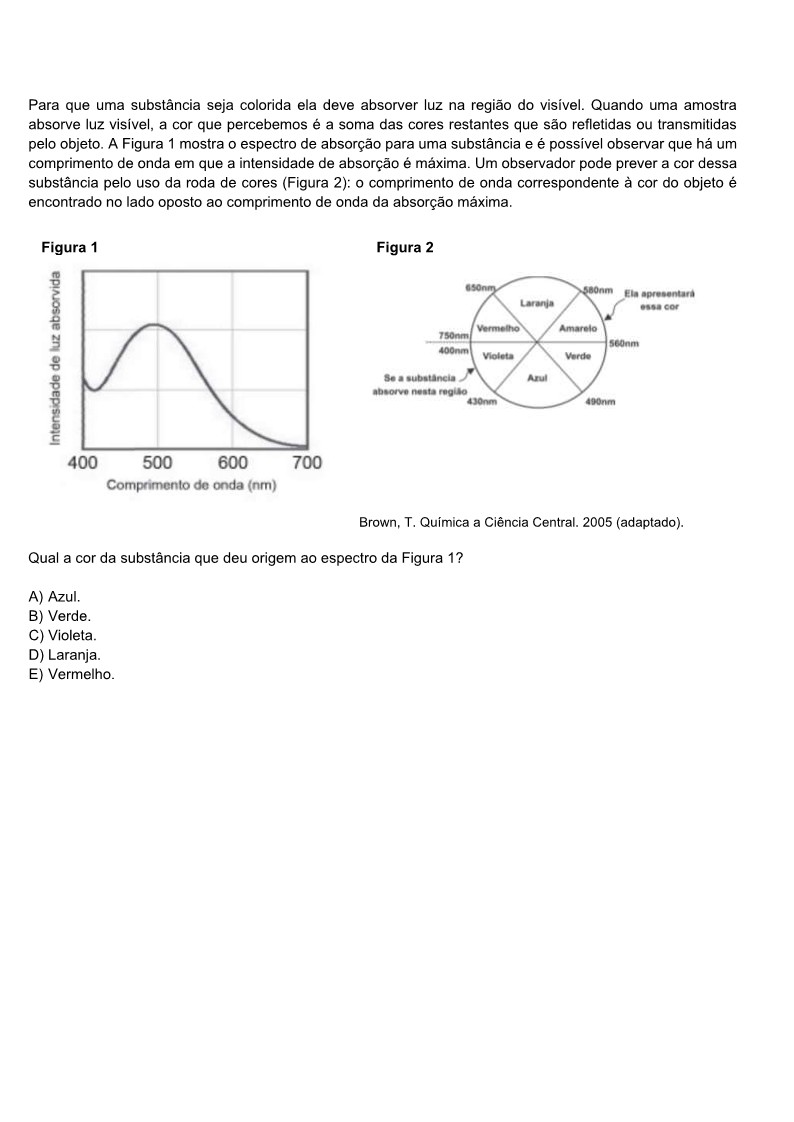 Para que uma substância seja colorida ela deve absorver luz na região do visível. Quando uma amostra
absorve luz visível, a cor que percebemos é a soma das cores restantes que são refletidas ou transmitidas
pelo objeto. A Figura 1 mostra o espectro de absorção para uma substância e é possível observar que há um
comprimento de onda em que a intensidade de absorção é máxima. Um observador pode prever a cor dessa
substância pelo uso da roda de cores (Figura 2): o comprimento de onda correspondente à cor do objeto é
encontrado no lado oposto ao comprimento de onda da absorção máxima.
Figura 1
Intensidade de luz absorvida
400 500 600 700
Comprimento de onda (nm)
Figura 2
650nm
580nm
Ela apresentará
essa cor
Laranja
Vermelho
Amarelo
750nm
400nm
560nm
Violeta
Verde
Se a substância
absorve nesta região
Azul
430nm
490nm
Brown, T. Química a Ciência Central. 2005 (adaptado).
Qual a cor da substância que deu origem ao espectro da Figura 1?
A) Azul.
B) Verde.
C) Violeta.
D) Laranja.
E) Vermelho.